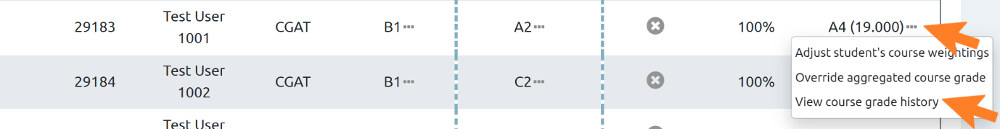 29183 Test User 1001 CGAT B1 A2 100% A4 (19.000)
Adjust student's course weightings
29184 Test User 1002 CGAT B1 C2 100% Override aggregated course grade
View course grade history
Test User